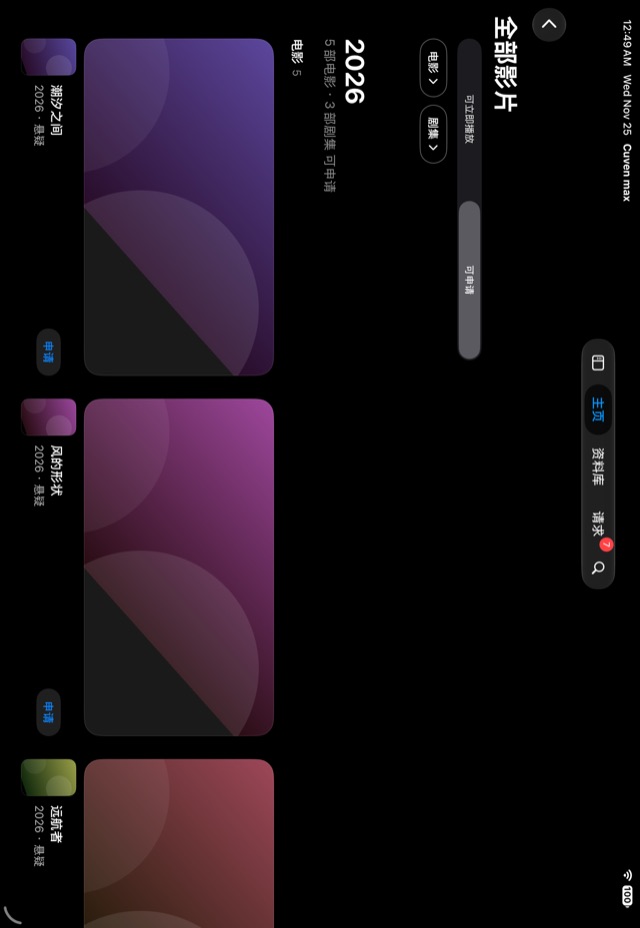 12:49 AM Wed Nov 25 Cuven max
100
主页 资料库 请求 7
全部影片
可立即播放 可申请
电影 剧集
2026
5 部电影 · 3 部剧集 可申请
电影 5
潮汐之间
2026 · 悬疑
申请
风的形状
2026 · 悬疑
申请
远航者
2026 · 悬疑